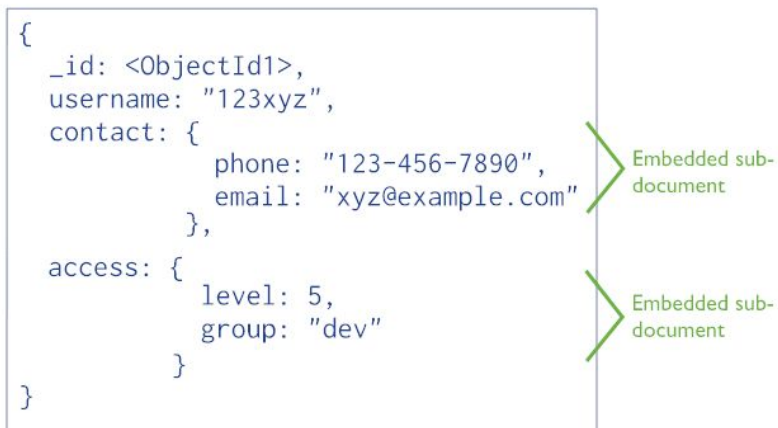 {
_id: <ObjectId1>,
username: "123xyz",
contact: {
phone: "123-456-7890",
email: "xyz@example.com"
},
Embedded sub-
document
access: {
level: 5,
group: "dev"
}
Embedded sub-
document
}